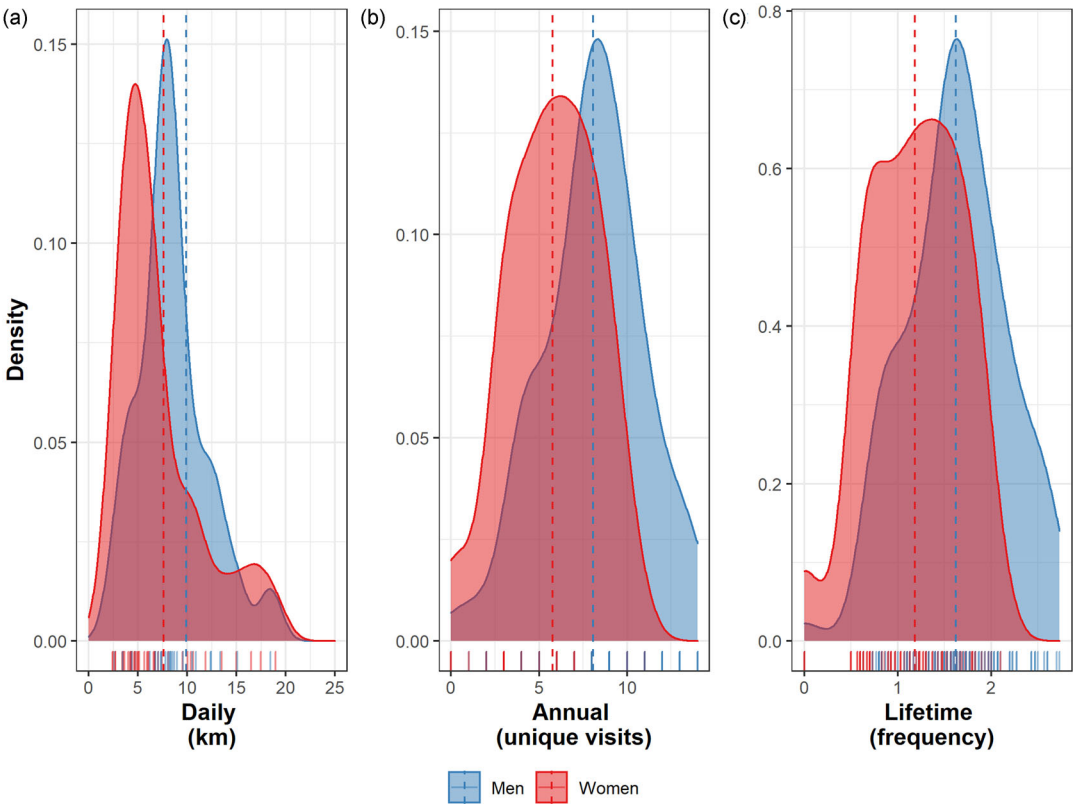 (a)
(b)
(c)
Density
0.15
0.10
0.05
0.00
0 5 10 15 20 25
Daily
(km)
0.15
0.10
0.05
0.00
0 5 10
Annual
(unique visits)
0.8
0.6
0.4
0.2
0.0
0 1 2
Lifetime
(frequency)
Men Women